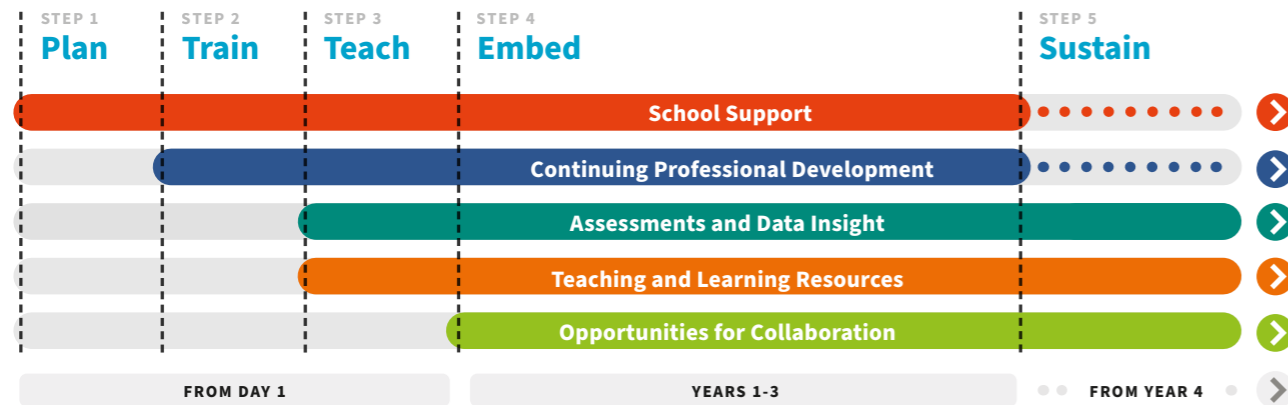 STEP 1
Plan
STEP 2
Train
STEP 3
Teach
STEP 4
Embed
STEP 5
Sustain
School Support
Continuing Professional Development
Assessments and Data Insight
Teaching and Learning Resources
Opportunities for Collaboration
FROM DAY 1
YEARS 1-3
FROM YEAR 4